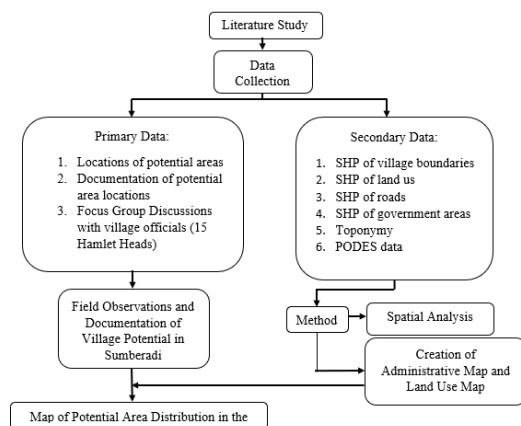 Literature Study
Data
Collection
Primary Data:
1. Locations of potential areas
2. Documentation of potential
area locations
3. Focus Group Discussions
with village officials (15
Hamlet Heads)
Secondary Data:
1. SHP of village boundaries
2. SHP of land us
3. SHP of roads
4. SHP of government areas
5. Toponymy
6. PODES data
Field Observations and
Documentation of
Village Potential in
Sumberadi
Method
Spatial Analysis
Creation of
Administrative Map and
Land Use Map
Map of Potential Area Distribution in the